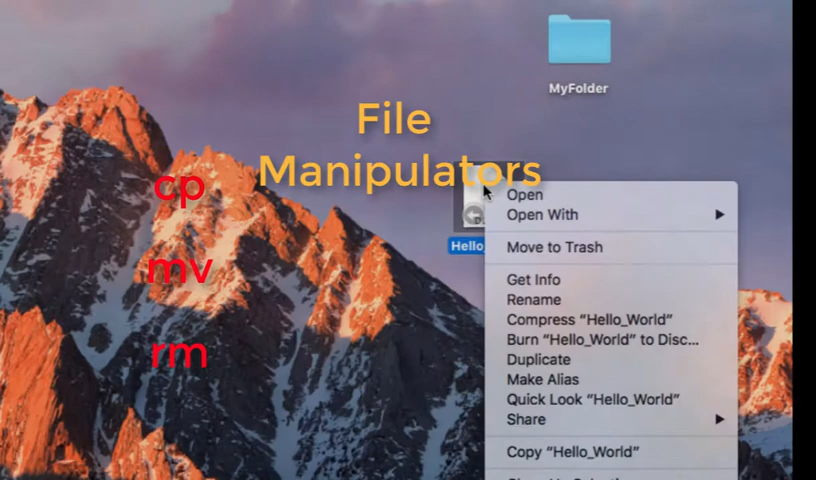 MyFolder
File
Manipulators
cp
mv
rm
Hello_
Open
Open With
Move to Trash
Get Info
Rename
Compress “Hello_World”
Burn “Hello_World” to Disc...
Duplicate
Make Alias
Quick Look “Hello_World”
Share
Copy “Hello_World”